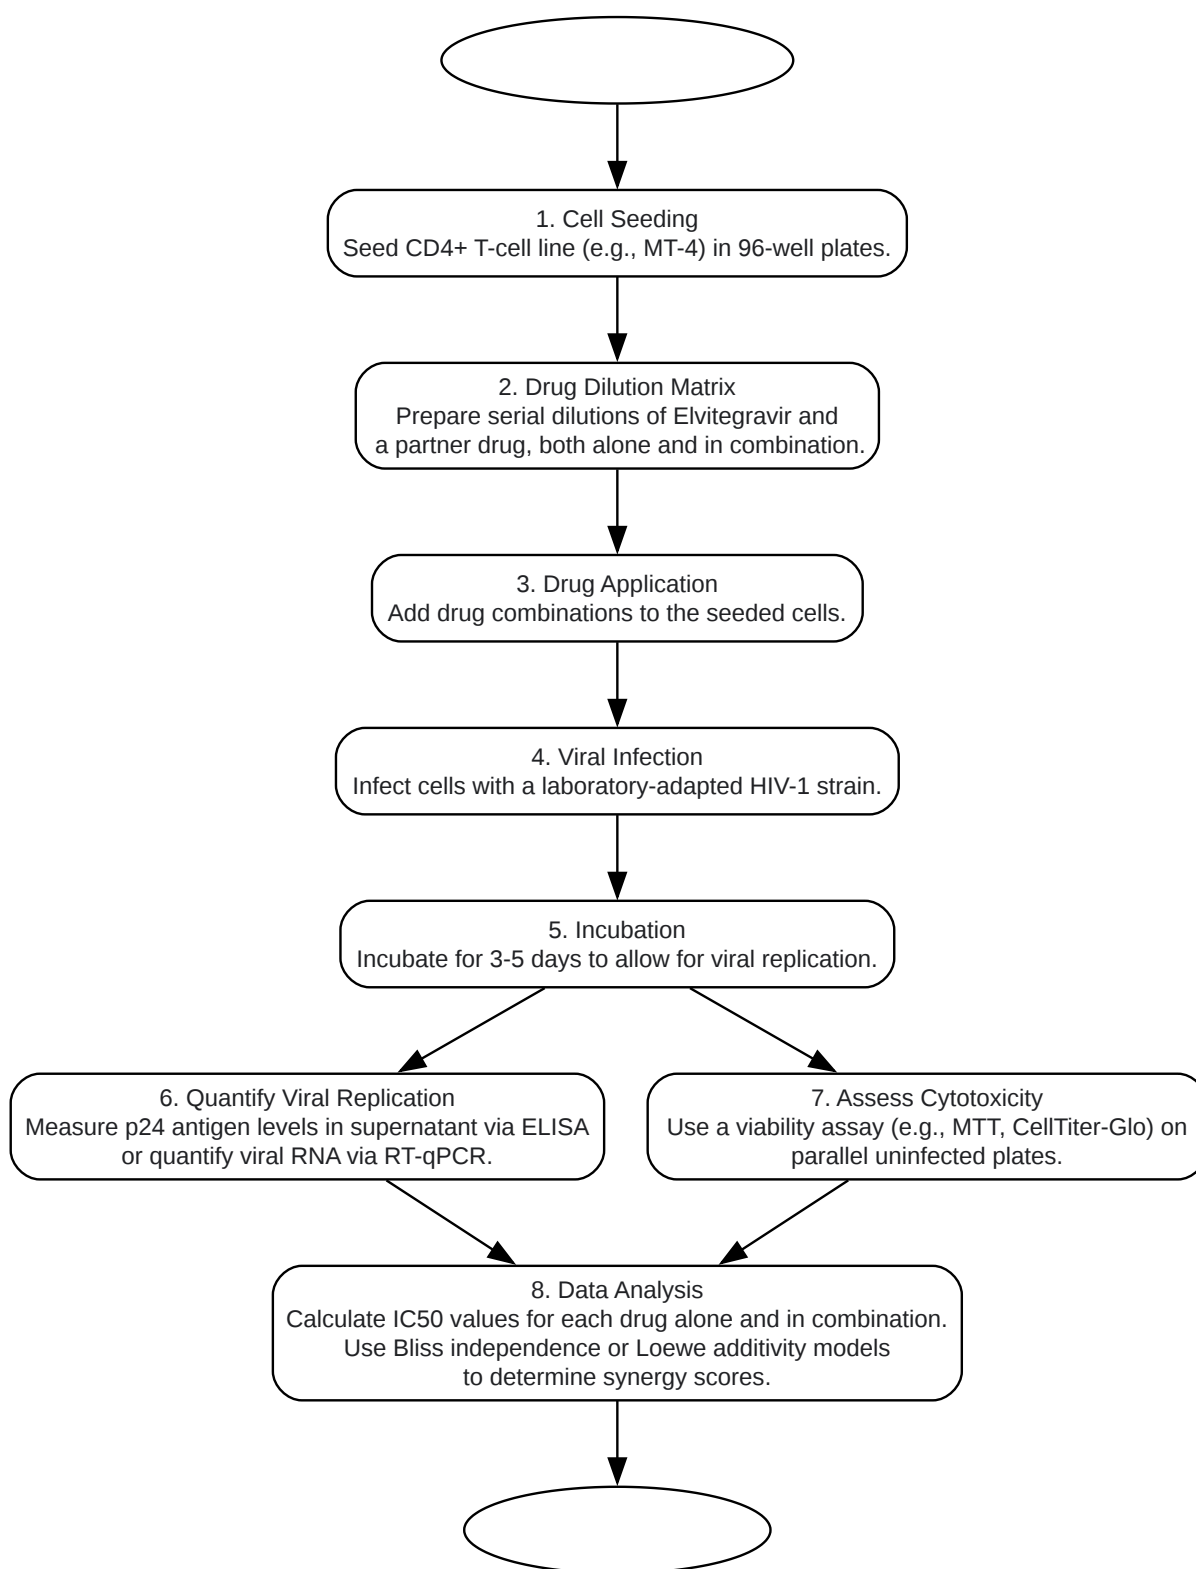 1. Cell Seeding
Seed CD4+ T-cell line (e.g., MT-4) in 96-well plates.
2. Drug Dilution Matrix
Prepare serial dilutions of Elvitegravir and
a partner drug, both alone and in combination.
3. Drug Application
Add drug combinations to the seeded cells.
4. Viral Infection
Infect cells with a laboratory-adapted HIV-1 strain.
5. Incubation
Incubate for 3-5 days to allow for viral replication.
6. Quantify Viral Replication
Measure p24 antigen levels in supernatant via ELISA
or quantify viral RNA via RT-qPCR.
7. Assess Cytotoxicity
Use a viability assay (e.g., MTT, CellTiter-Glo) on
parallel uninfected plates.
8. Data Analysis
Calculate IC50 values for each drug alone and in combination.
Use Bliss independence or Loewe additivity models
to determine synergy scores.